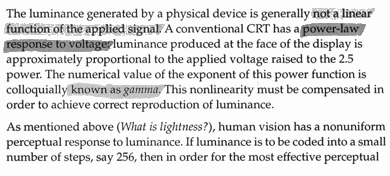 The luminance generated by a physical device is generally not a linear
function of the applied signal. A conventional CRT has a power-law
response to voltage: luminance produced at the face of the display is
approximately proportional to the applied voltage raised to the 2.5
power. The numerical value of the exponent of this power function is
colloquially known as gamma. This nonlinearity must be compensated in
order to achieve correct reproduction of luminance.
As mentioned above (What is lightness?), human vision has a nonuniform
perceptual response to luminance. If luminance is to be coded into a small
number of steps, say 256, then in order for the most effective perceptual